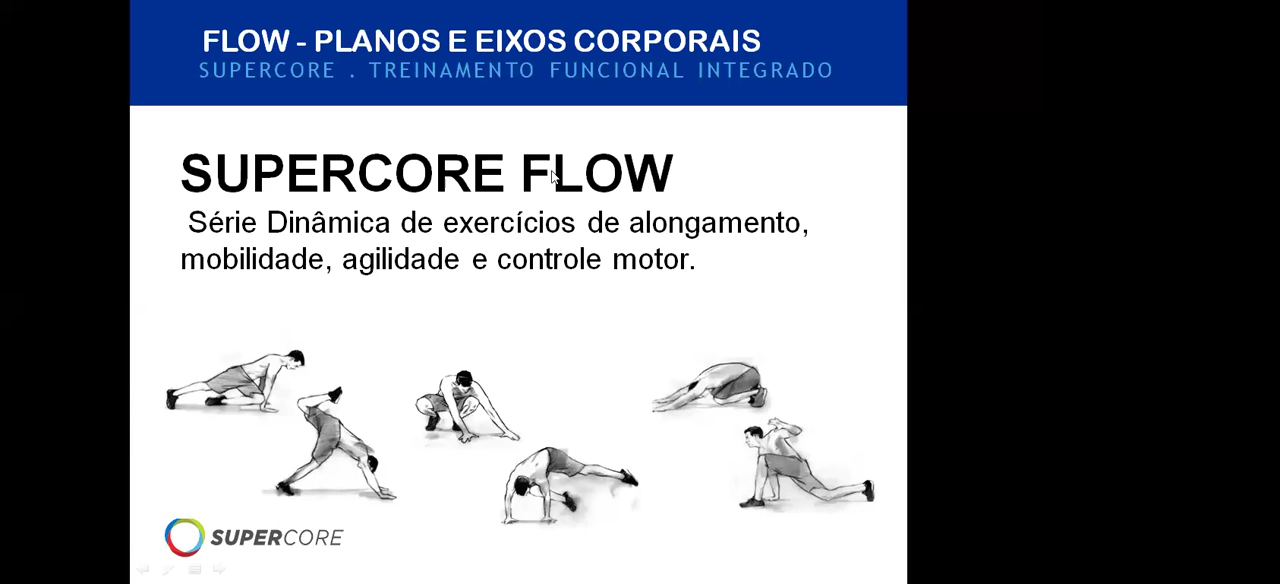 FLOW - PLANOS E EIXOS CORPORAIS
SUPERCORE . TREINAMENTO FUNCIONAL INTEGRADO
SUPERCORE FLOW
Série Dinâmica de exercícios de alongamento,
mobilidade, agilidade e controle motor.
SUPERCORE